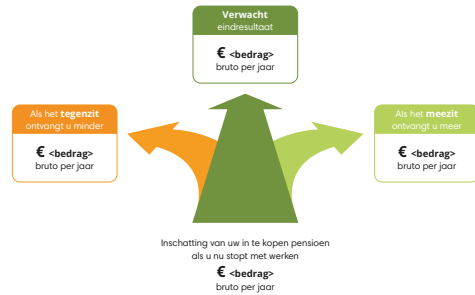 Verwacht
eindresultaat
€ <bedrag>
bruto per jaar
Als het tegenzit
ontvangt u minder
€ <bedrag>
bruto per jaar
Als het meezit
ontvangt u meer
€ <bedrag>
bruto per jaar
Inschatting van uw in te kopen pensioen
als u nu stopt met werken
€ <bedrag>
bruto per jaar